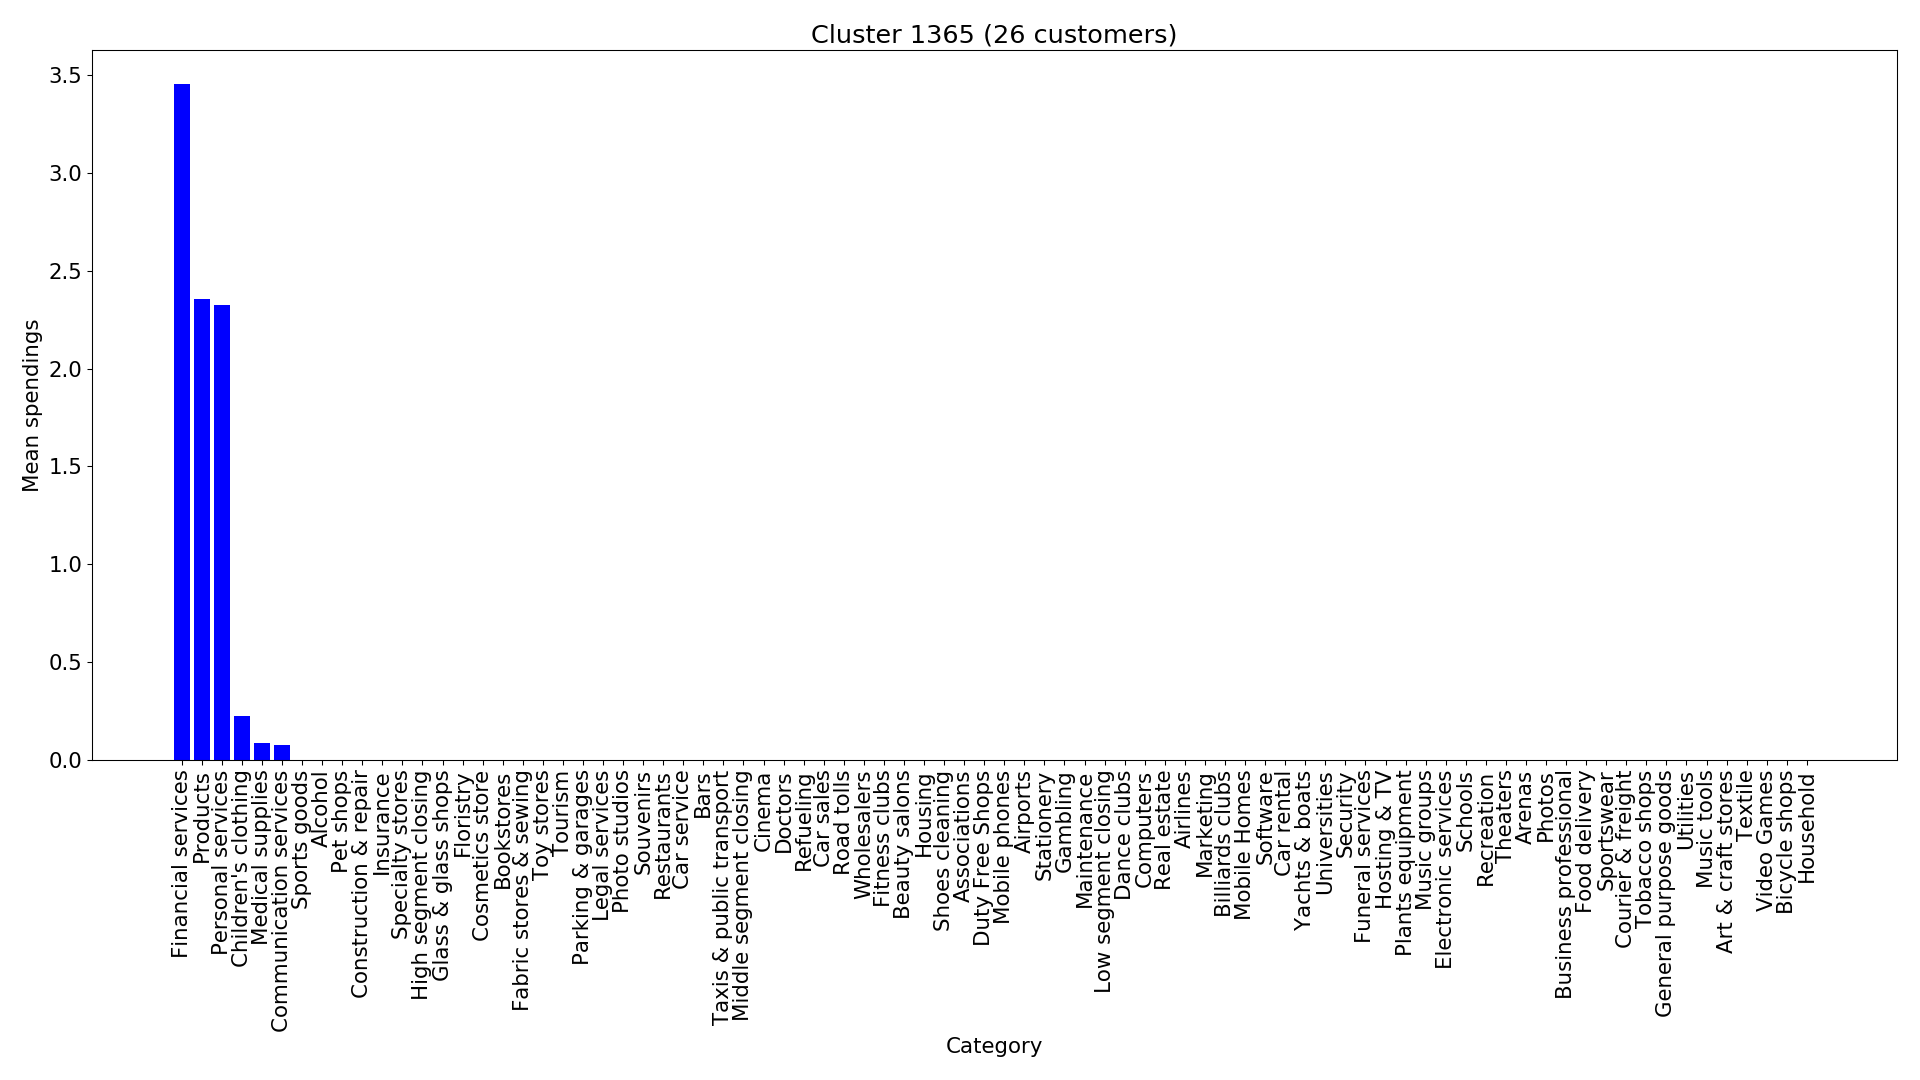 Cluster 1365 (26 customers)
3.5
3.0
2.5
2.0
1.5
1.0
0.5
0.0
Mean spendings
Financial services
Products
Personal services
Children's clothing
Medical supplies
Communication services
Sports goods
Alcohol
Pet shops
Construction & repair
Insurance
Specialty stores
High segment closing
Glass & glass shops
Floristry
Cosmetics store
Bookstores
Fabric stores & sewing
Toy stores
Tourism
Parking & garages
Legal services
Photo studios
Souvenirs
Restaurants
Car service
Bars
Taxis & public transport
Middle segment closing
Cinema
Doctors
Refueling
Car sales
Road tolls
Wholesalers
Fitness clubs
Beauty salons
Housing
Shoes cleaning
Associations
Duty Free Shops
Mobile phones
Airports
Stationery
Gambling
Maintenance
Low segment closing
Dance clubs
Computers
Real estate
Airlines
Marketing
Billiards clubs
Mobile Homes
Software
Car rental
Yachts & boats
Universities
Security
Funeral services
Hosting & TV
Plants equipment
Music groups
Electronic services
Schools
Recreation
Theaters
Arenas
Photos
Business professional
Food delivery
Sportswear
Courier & freight
Tobacco shops
General purpose goods
Utilities
Music tools
Art & craft stores
Textile
Video Games
Bicycle shops
Household
Category